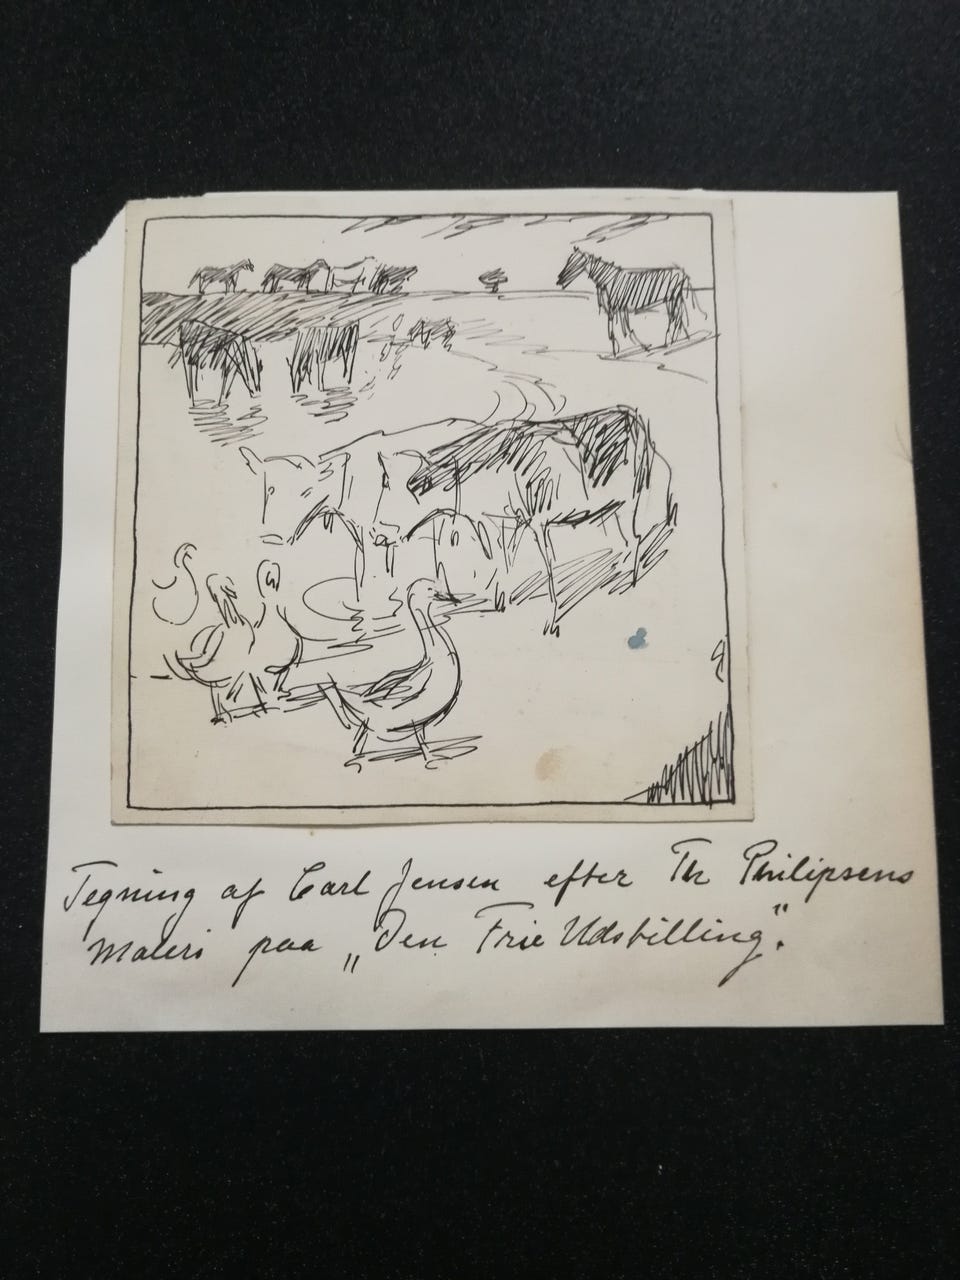 Tegning af Carl Jensen efter Th Philipsens
Maleri paa „Den Frie Udstilling".